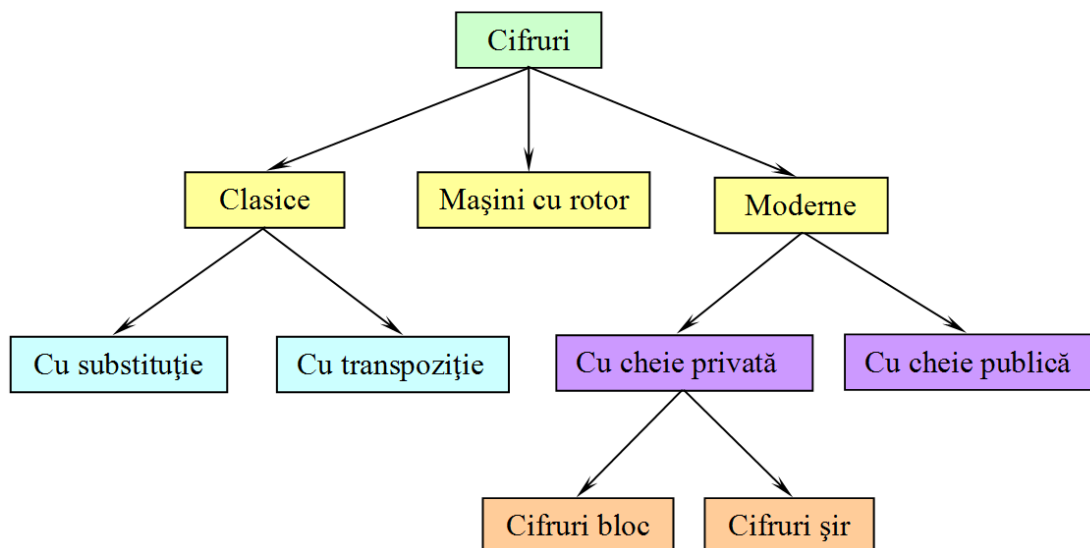 Cifruri
Clasice
Maşini cu rotor
Moderne
Cu substituţie
Cu transpoziţie
Cu cheie privată
Cu cheie publică
Cifruri bloc
Cifruri şir